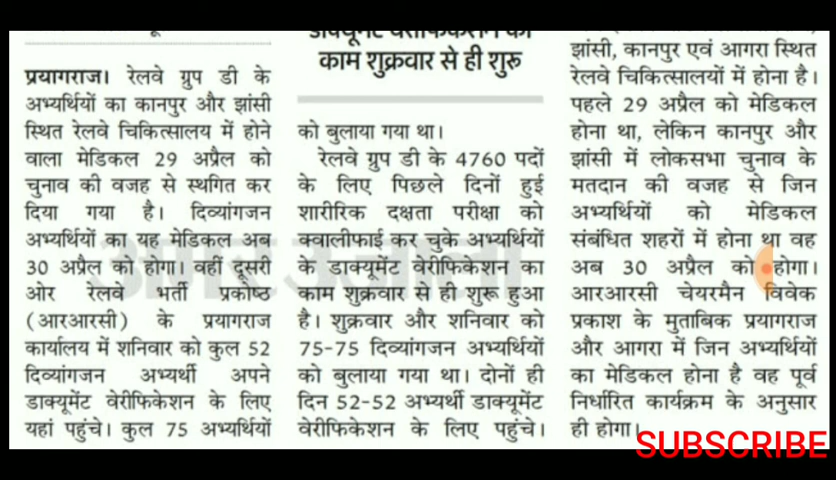 प्रयागराज। रेलवे ग्रुप डी के
अभ्यर्थियों का कानपुर और झांसी
स्थित रेलवे चिकित्सालय में होने
वाला मेडिकल 29 अप्रैल को
चुनाव की वजह से स्थगित कर
दिया गया है। दिव्यांगजन
अभ्यर्थियों का यह मेडिकल अब
30 अप्रैल को होगा। वहीं दूसरी
ओर रेलवे भर्ती प्रकोष्ठ
(आरआरसी) के प्रयागराज
कार्यालय में शनिवार को कुल 52
दिव्यांगजन अभ्यर्थी अपने
डाक्यूमेंट वेरीफिकेशन के लिए
यहां पहुंचे। कुल 75 अभ्यर्थियों
डाक्यूमेंट वेरीफिकेशन का
काम शुक्रवार से ही शुरू
को बुलाया गया था।
रेलवे ग्रुप डी के 4760 पदों
के लिए पिछले दिनों हुई
शारीरिक दक्षता परीक्षा को
क्वालीफाई कर चुके अभ्यर्थियों
के डाक्यूमेंट वेरीफिकेशन का
काम शुक्रवार से ही शुरू हुआ
है। शुक्रवार और शनिवार को
75-75 दिव्यांगजन अभ्यर्थियों
को बुलाया गया था। दोनों ही
दिन 52-52 अभ्यर्थी डाक्यूमेंट
वेरीफिकेशन के लिए पहुंचे।
झांसी, कानपुर एवं आगरा स्थित
रेलवे चिकित्सालयों में होना है।
पहले 29 अप्रैल को मेडिकल
होना था, लेकिन कानपुर और
झांसी में लोकसभा चुनाव के
मतदान की वजह से जिन
अभ्यर्थियों को मेडिकल
संबंधित शहरों में होना था वह
अब 30 अप्रैल को होगा।
आरआरसी चेयरमैन विवेक
प्रकाश के मुताबिक प्रयागराज
और आगरा में जिन अभ्यर्थियों
का मेडिकल होना है वह पूर्व
निर्धारित कार्यक्रम के अनुसार
ही होगा।
अमर उजाला
SUBSCRIBE